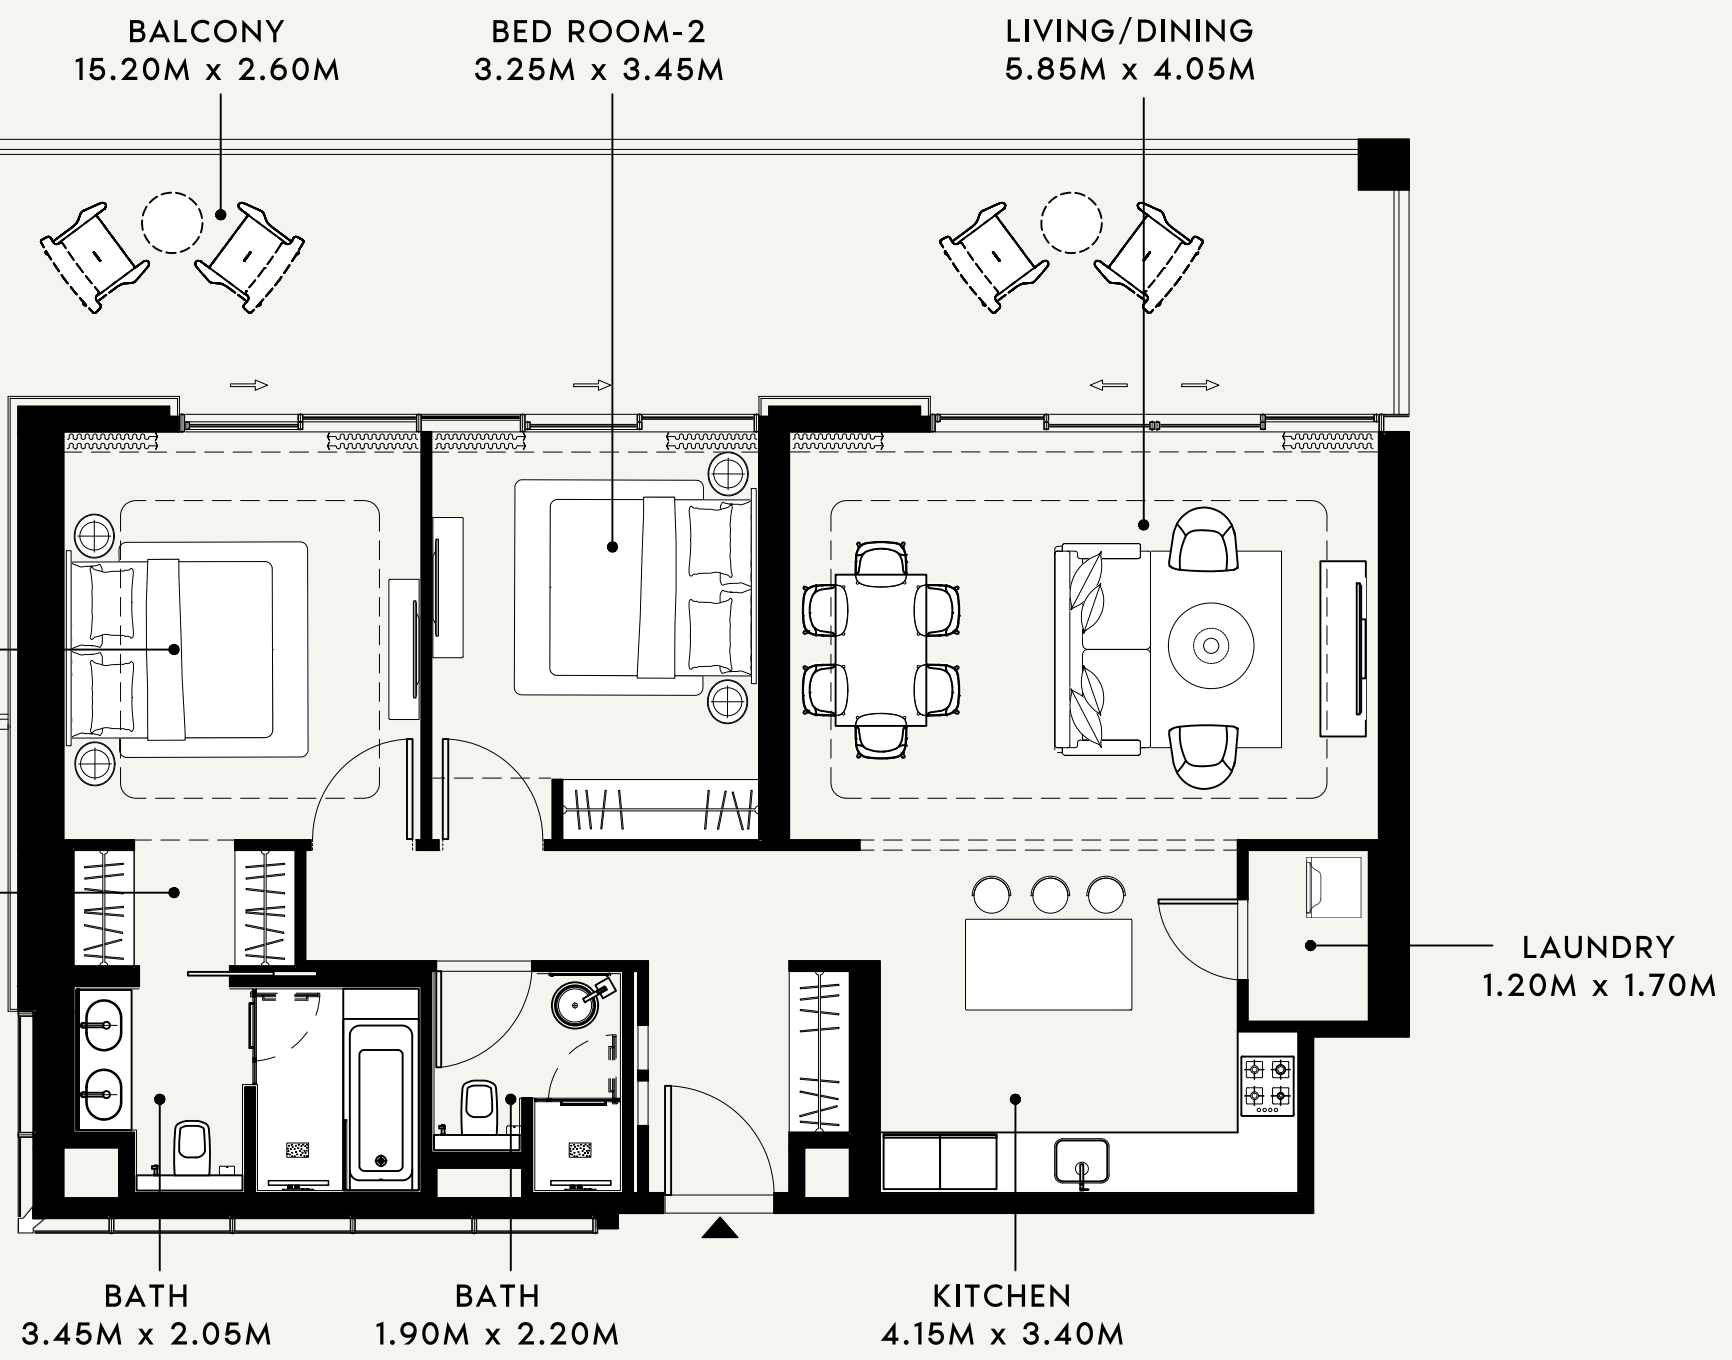 BALCONY
15.20M x 2.60M
BED ROOM-2
3.25M x 3.45M
LIVING/DINING
5.85M x 4.05M
LAUNDRY
1.20M x 1.70M
BATH
3.45M x 2.05M
BATH
1.90M x 2.20M
KITCHEN
4.15M x 3.40M